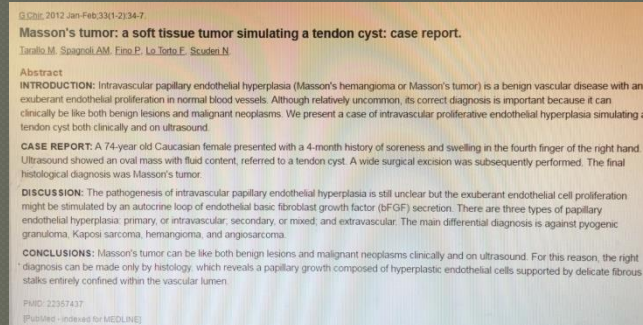 G Chir. 2012 Jan-Feb;33(1-2):34-7.
Masson's tumor: a soft tissue tumor simulating a tendon cyst: case report.
Tarallo M, Spagnoli AM, Fino P, Lo Torto F, Scuderi N.
Abstract
INTRODUCTION: Intravascular papillary endothelial hyperplasia (Masson's hemangioma or Masson's tumor) is a benign vascular disease with an
exuberant endothelial proliferation in normal blood vessels. Although relatively uncommon, its correct diagnosis is important because it can
clinically be like both benign lesions and malignant neoplasms. We present a case of intravascular proliferative endothelial hyperplasia simulating a
tendon cyst both clinically and on ultrasound.
CASE REPORT: A 74-year old Caucasian female presented with a 4-month history of soreness and swelling in the fourth finger of the right hand.
Ultrasound showed an oval mass with fluid content, referred to a tendon cyst. A wide surgical excision was subsequently performed. The final
histological diagnosis was Masson's tumor.
DISCUSSION: The pathogenesis of intravascular papillary endothelial hyperplasia is still unclear but the exuberant endothelial cell proliferation
might be stimulated by an autocrine loop of endothelial basic fibroblast growth factor (bFGF) secretion. There are three types of papillary
endothelial hyperplasia: primary, or intravascular; secondary, or mixed; and extravascular. The main differential diagnosis is against pyogenic
granuloma, Kaposi sarcoma, hemangioma, and angiosarcoma.
CONCLUSIONS: Masson's tumor can be like both benign lesions and malignant neoplasms clinically and on ultrasound. For this reason, the right
diagnosis can be made only by histology, which reveals a papillary growth composed of hyperplastic endothelial cells supported by delicate fibrous
stalks entirely confined within the vascular lumen.
PMID: 22357437
[PubMed - indexed for MEDLINE]